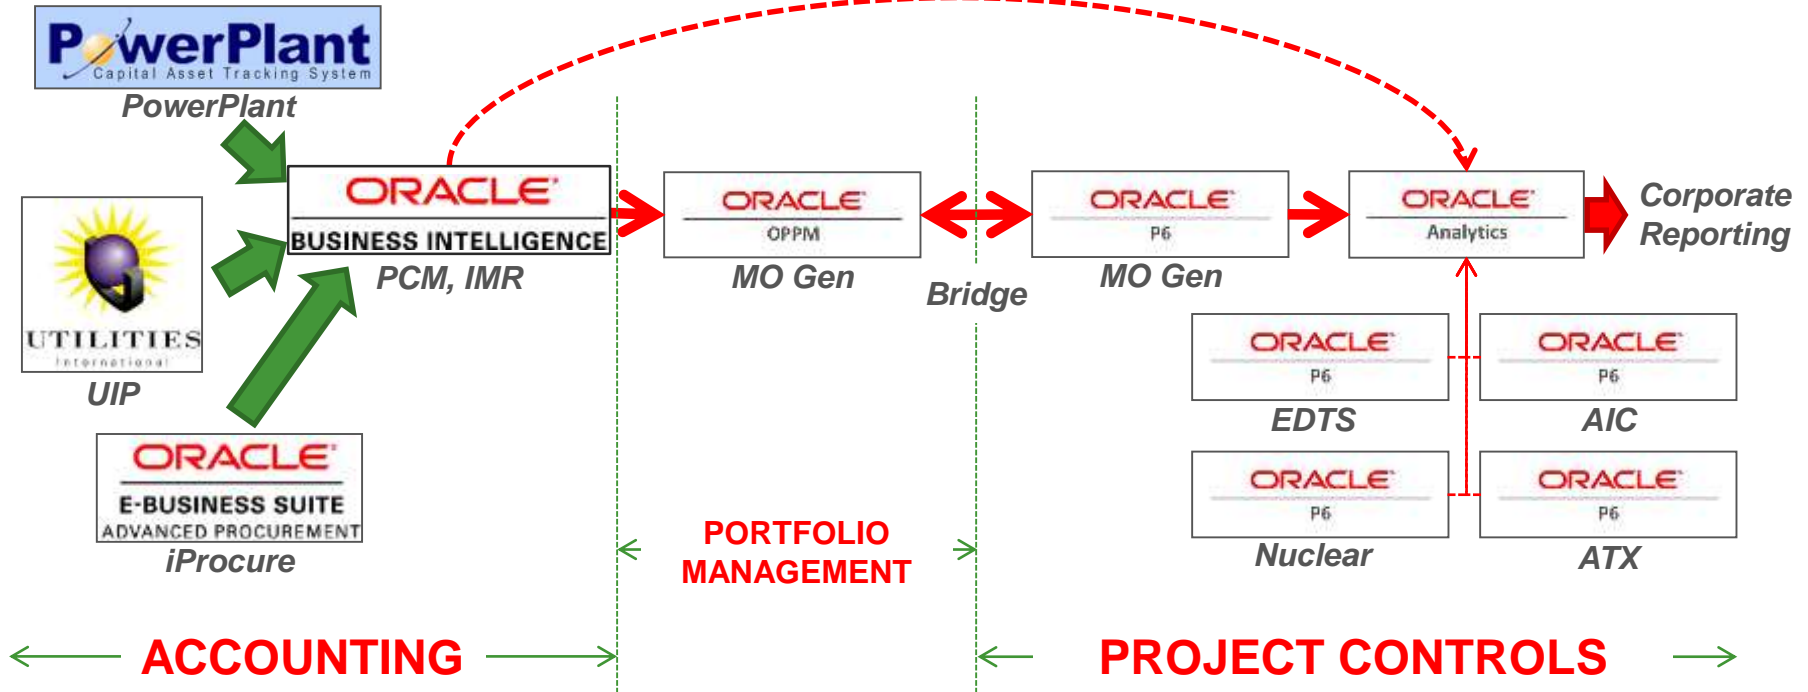 PowerPlant
Capital Asset Tracking System
PowerPlant
UTILITIES
International
UIP
ORACLE
BUSINESS INTELLIGENCE
PCM, IMR
ORACLE
E-BUSINESS SUITE
ADVANCED PROCUREMENT
iProcure
ORACLE
OPPM
MO Gen
Bridge
ORACLE
P6
MO Gen
ORACLE
Analytics
Corporate
Reporting
ORACLE
P6
EDTS
ORACLE
P6
AIC
ORACLE
P6
Nuclear
ORACLE
P6
ATX
PORTFOLIO
MANAGEMENT
ACCOUNTING
PROJECT CONTROLS